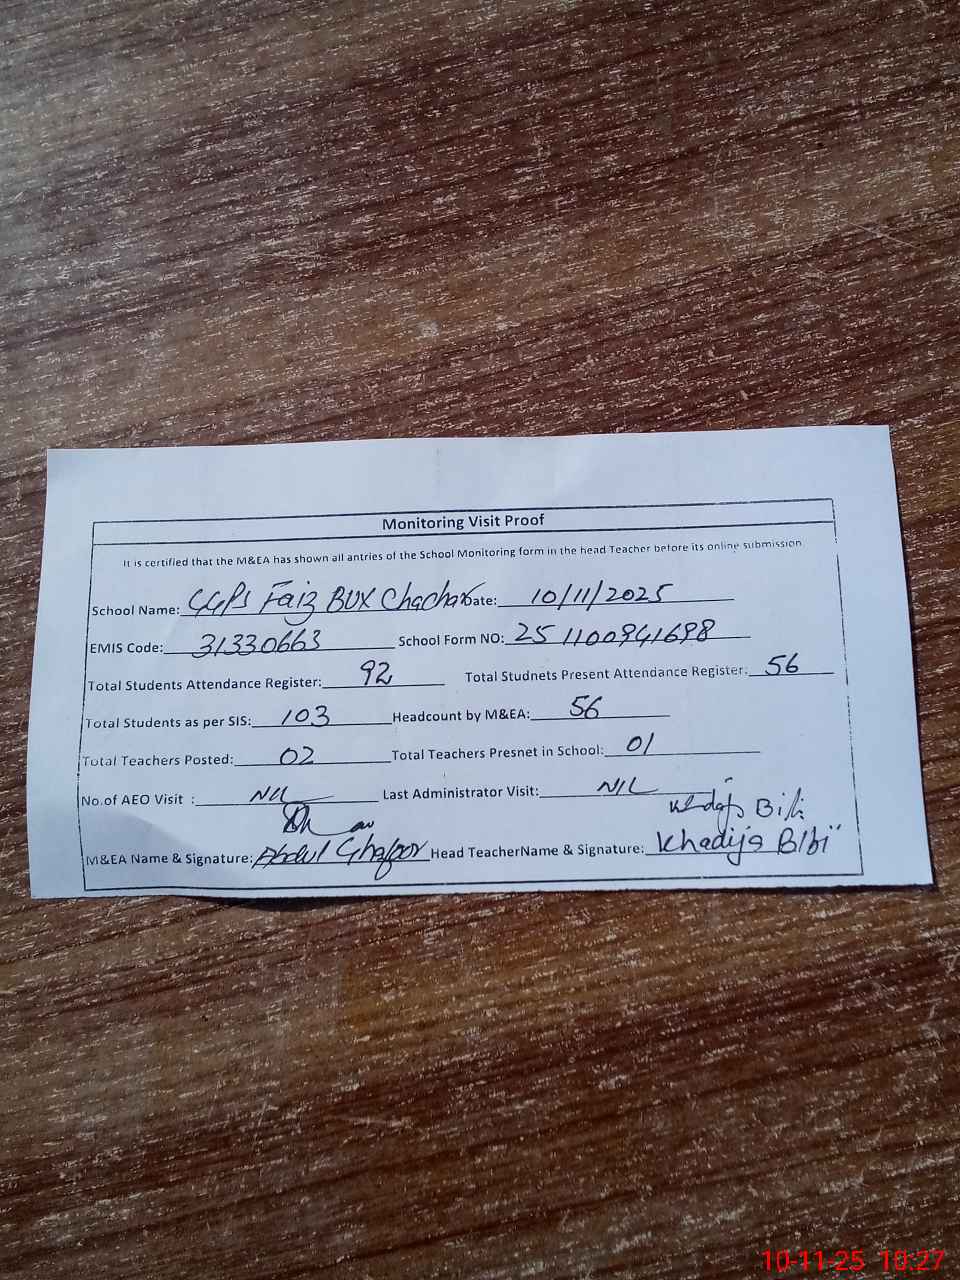 Monitoring Visit Proof
It is certified that the M&EA has shown all antries of the School Monitoring form in the head Teacher before its online submission.
School Name: GGPS Faiz BUX Chachar Date: 10/11/2025
EMIS Code: 31330663 School Form NO: 25 1100941698
Total Students Attendance Register: 92 Total Studnets Present Attendance Register: 56
Total Students as per SIS: 103 Headcount by M&EA: 56
Total Teachers Posted: 02 Total Teachers Presnet in School: 01
No.of AEO Visit : NIL Last Administrator Visit: NIL
Bibi
M&EA Name & Signature: Abdul Ghafoor Head TeacherName & Signature: Khadija Bibi
10-11-25 10:27